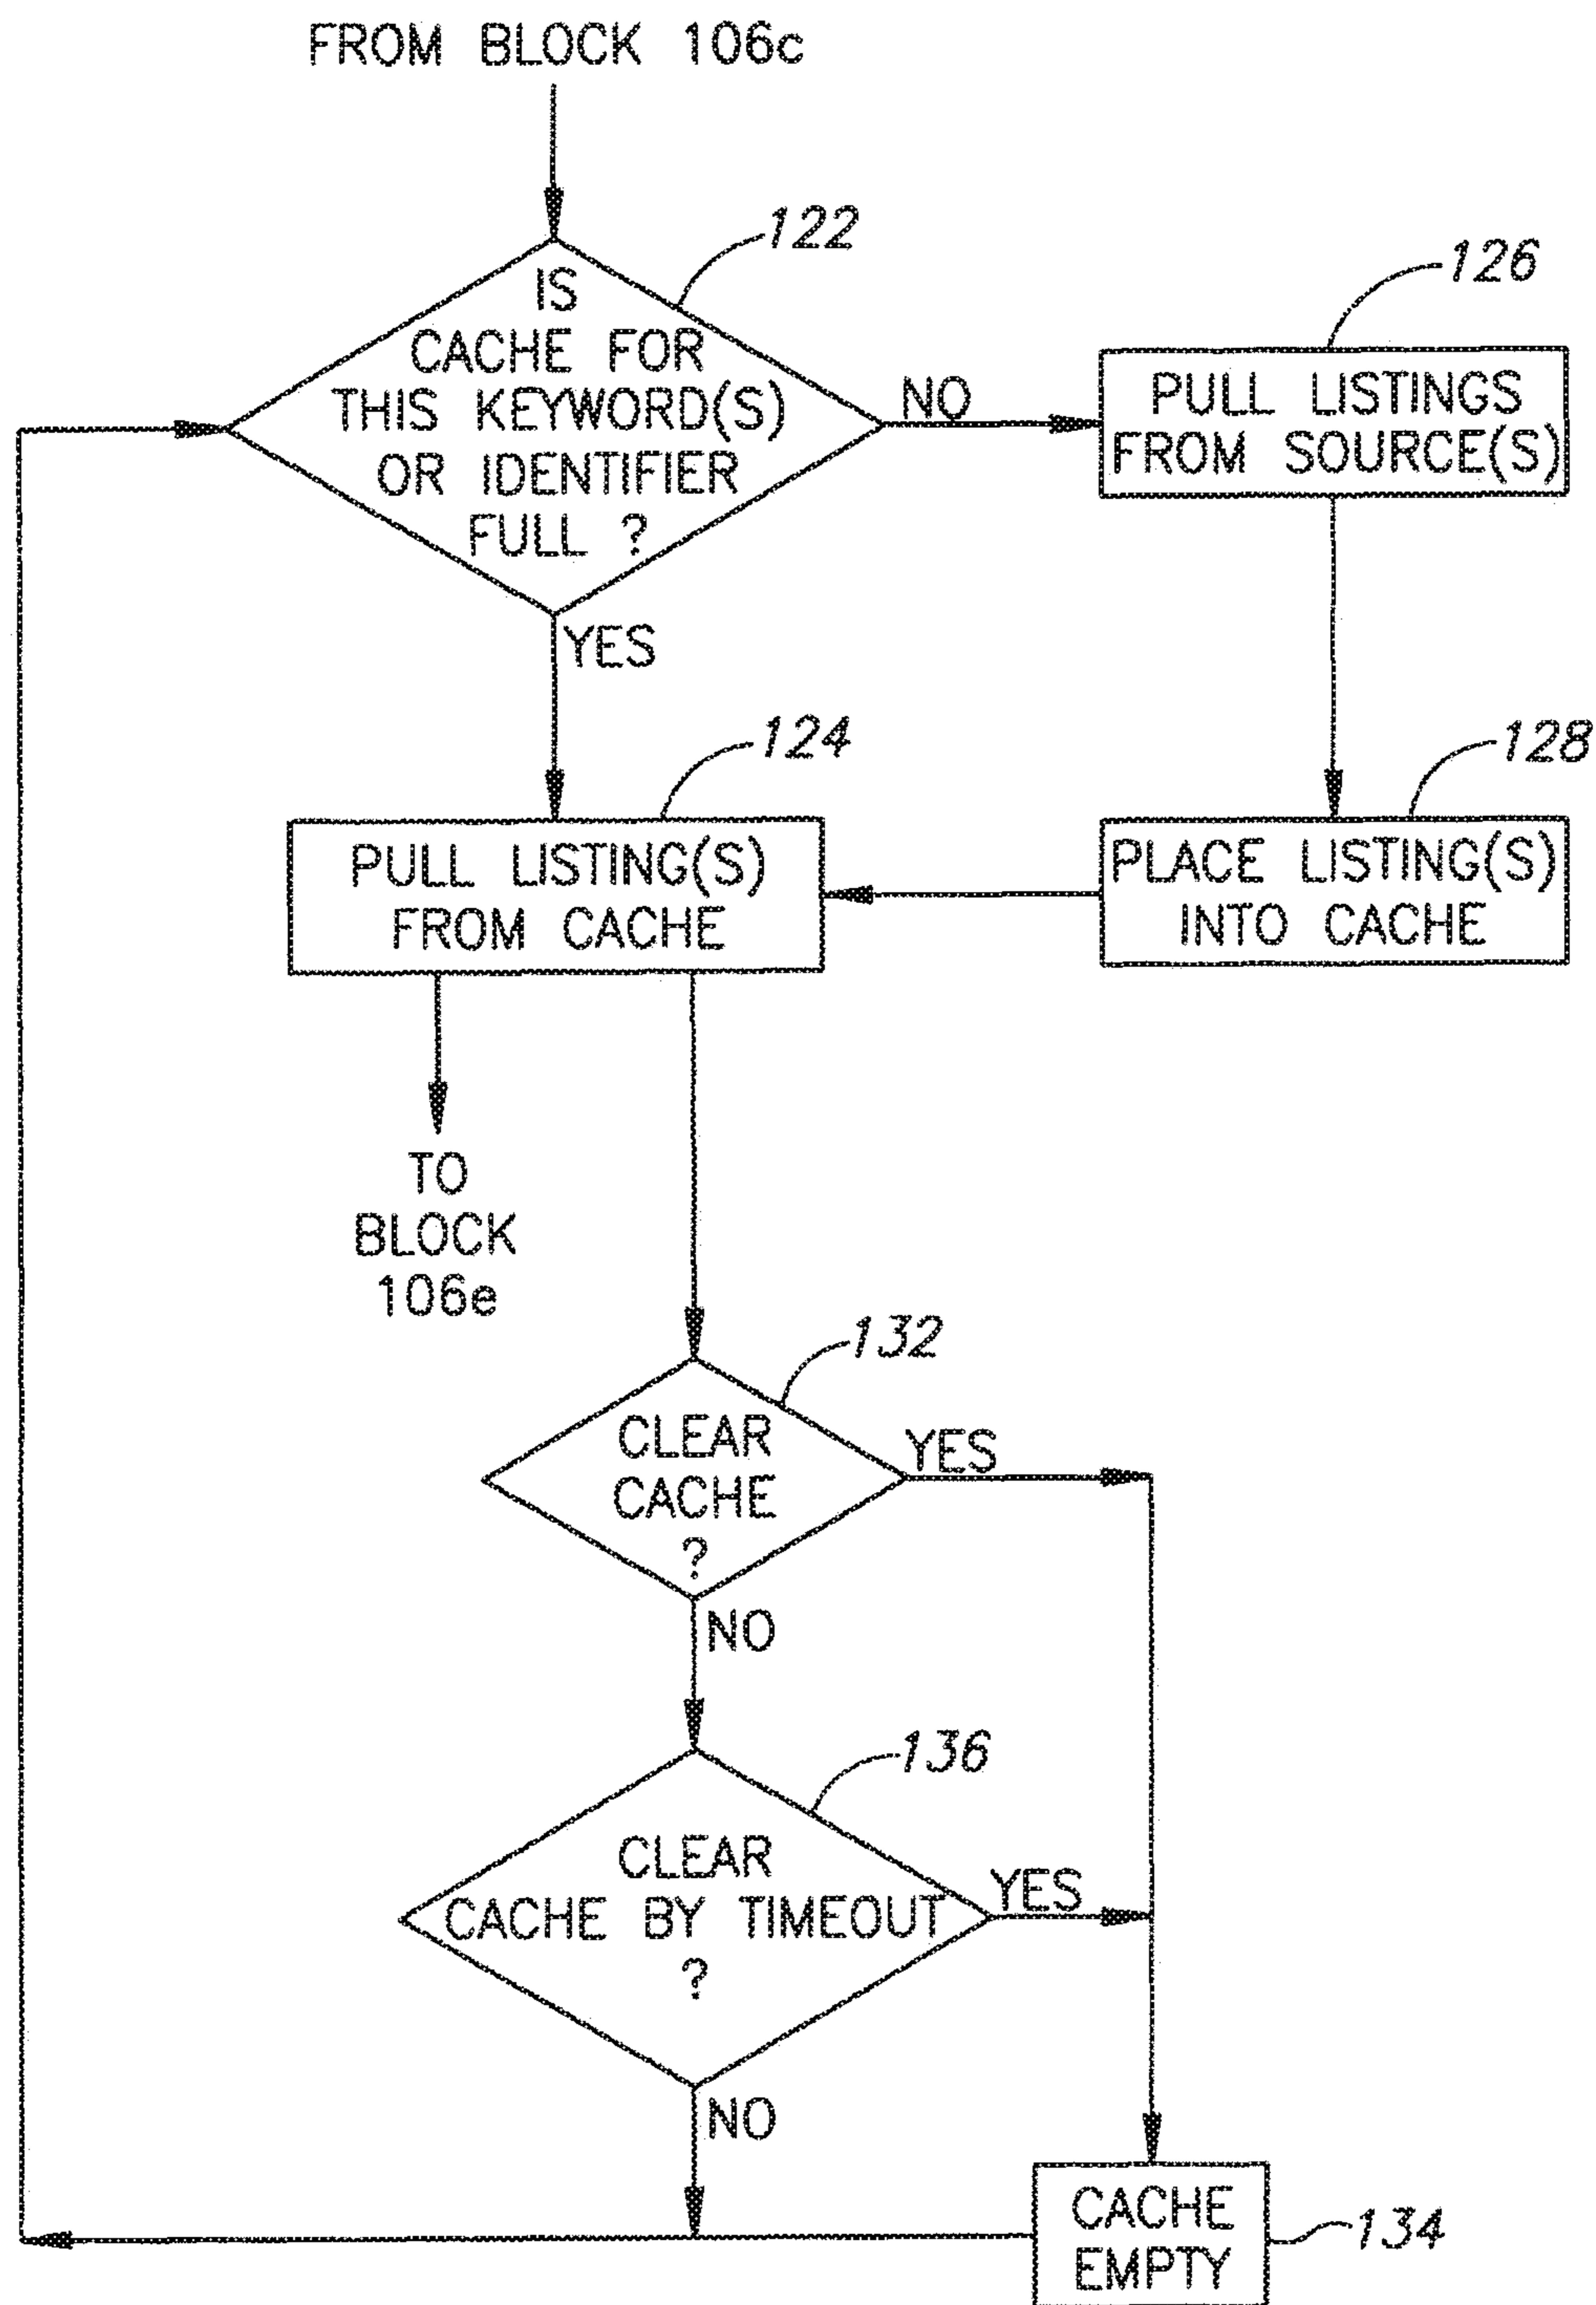 FROM BLOCK 106c
122
IS
CACHE FOR
THIS KEYWORD(S)
OR IDENTIFIER
FULL ?
NO
126
PULL LISTINGS
FROM SOURCE(S)
YES
124
PULL LISTING(S)
FROM CACHE
128
PLACE LISTING(S)
INTO CACHE
TO
BLOCK
106e
132
CLEAR
CACHE
?
YES
NO
136
CLEAR
CACHE BY TIMEOUT
?
YES
NO
CACHE
EMPTY
134